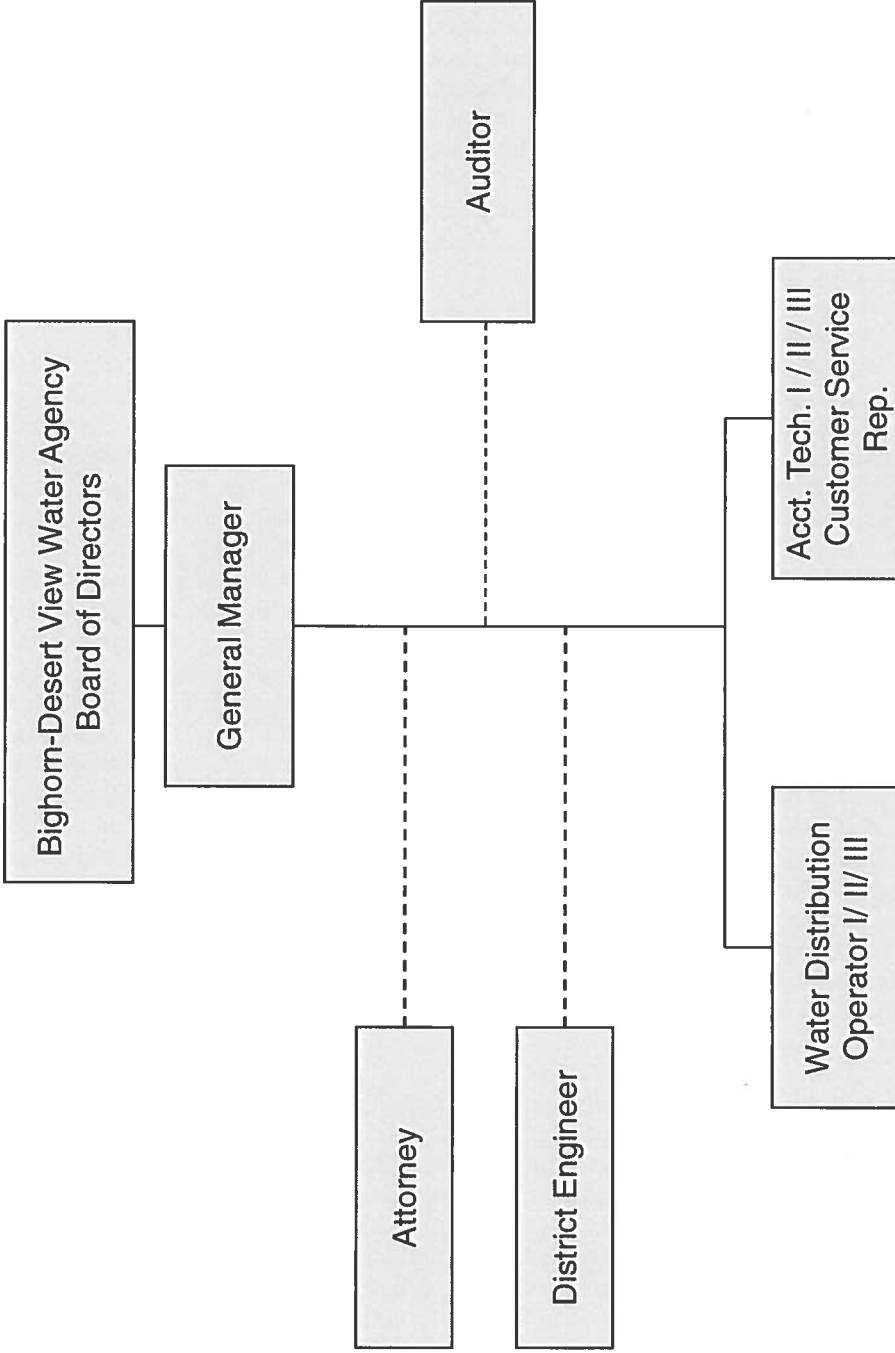 Bighorn-Desert View Water Agency
Board of Directors
General Manager
Attorney
Auditor
District Engineer
Water Distribution
Operator I/ II/ III
Acct. Tech. I / II / III
Customer Service
Rep.